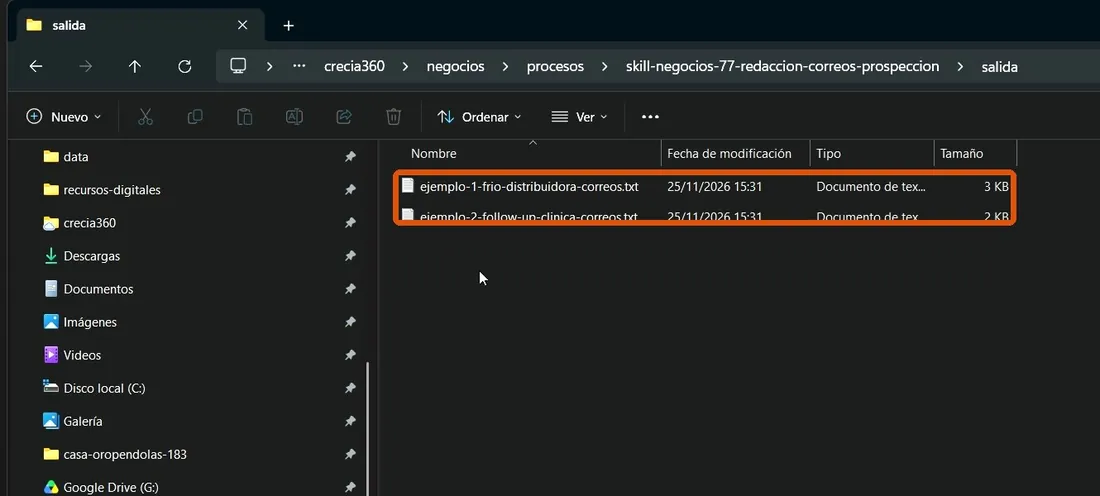 salida
crecia360 > negocios > procesos > skill-negocios-77-redaccion-correos-prospeccion > salida
Nuevo Ordenar Ver
Nombre Fecha de modificación Tipo Tamaño
ejemplo-1-frio-distribuidora-correos.txt 25/11/2026 15:31 Documento de tex... 3 KB
ejemplo-2-follow-up-clinica-correos.txt 25/11/2026 15:31 Documento de tex... 2 KB
data
recursos-digitales
crecia360
Descargas
Documentos
Imágenes
Videos
Disco local (C:)
Galería
casa-oropendolas-183
Google Drive (G:)